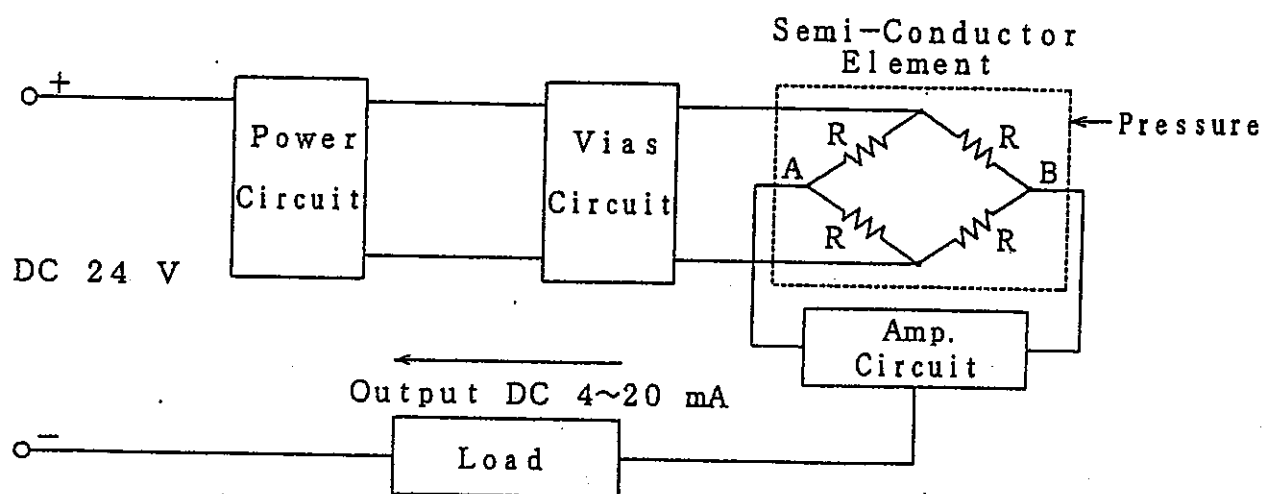 Semi-Conductor
Element
+
Power
Circuit
Vias
Circuit
R
R
A
B
R
R
Pressure
DC 24 V
Amp.
Circuit
Output DC 4~20 mA
−
Load